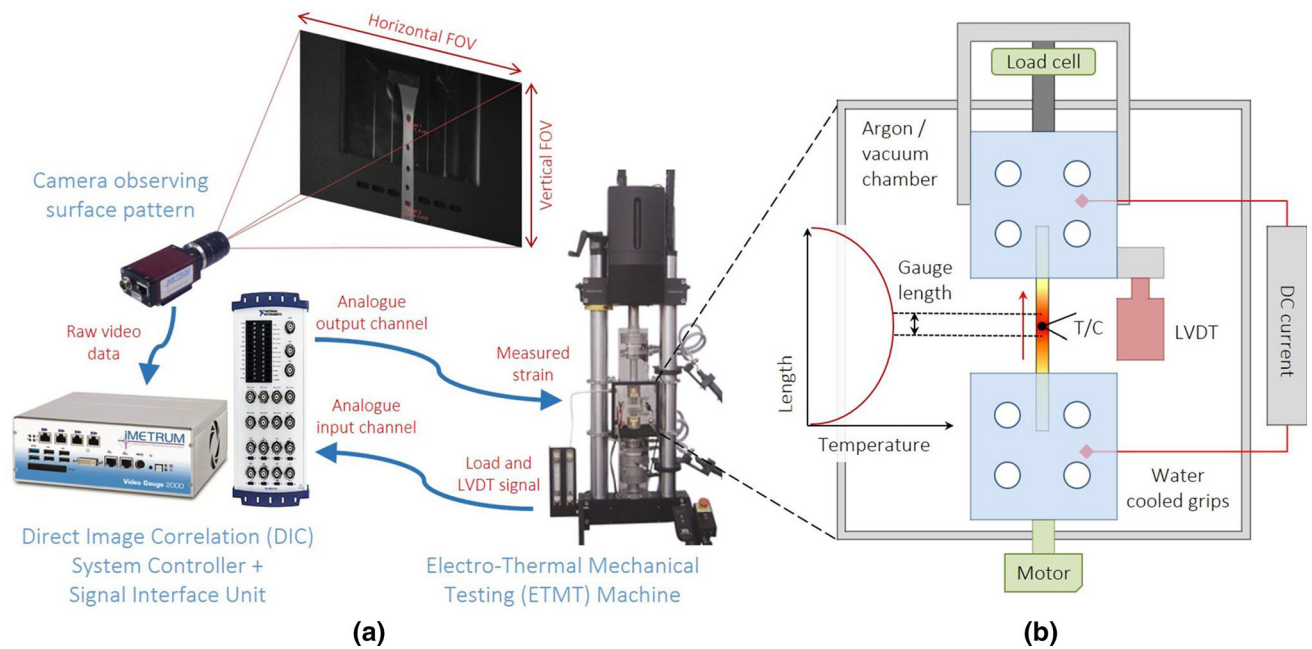 Horizontal FOV
Vertical FOV
Camera observing
surface pattern
Raw video
data
Analogue
output channel
Measured
strain
Analogue
input channel
Load and
LVDT signal
iMETRUM
Video Gauge 2000
Direct Image Correlation (DIC)
System Controller +
Signal Interface Unit
Electro-Thermal Mechanical
Testing (ETMT) Machine
(a)
Load cell
Argon /
vacuum
chamber
Gauge
length
T/C
LVDT
DC current
Length
Temperature
Water
cooled grips
Motor
(b)